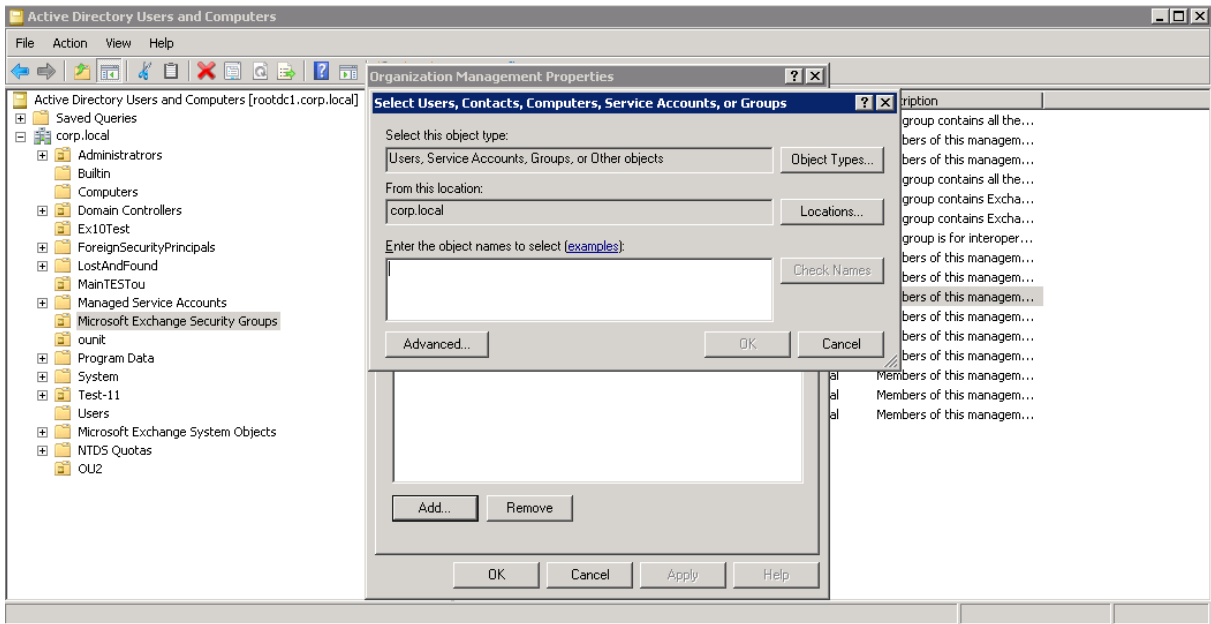 Active Directory Users and Computers
File Action View Help
Active Directory Users and Computers [rootdc1.corp.local]
Saved Queries
corp.local
Administratrors
Builtin
Computers
Domain Controllers
Ex10Test
ForeignSecurityPrincipals
LostAndFound
MainTESTou
Managed Service Accounts
Microsoft Exchange Security Groups
ounit
Program Data
System
Test-11
Users
Microsoft Exchange System Objects
NTDS Quotas
OU2
Organization Management Properties
Select Users, Contacts, Computers, Service Accounts, or Groups
Select this object type:
Users, Service Accounts, Groups, or Other objects
Object Types...
From this location:
corp.local
Locations...
Enter the object names to select (examples):
Check Names
Advanced...
OK
Cancel
Add...
Remove
OK
Cancel
Apply
Help
ription
group contains all the...
bers of this managem...
bers of this managem...
group contains all the...
group contains Excha...
group contains Excha...
group is for interoper...
bers of this managem...
bers of this managem...
bers of this managem...
bers of this managem...
bers of this managem...
bers of this managem...
al Members of this managem...
al Members of this managem...
al Members of this managem...